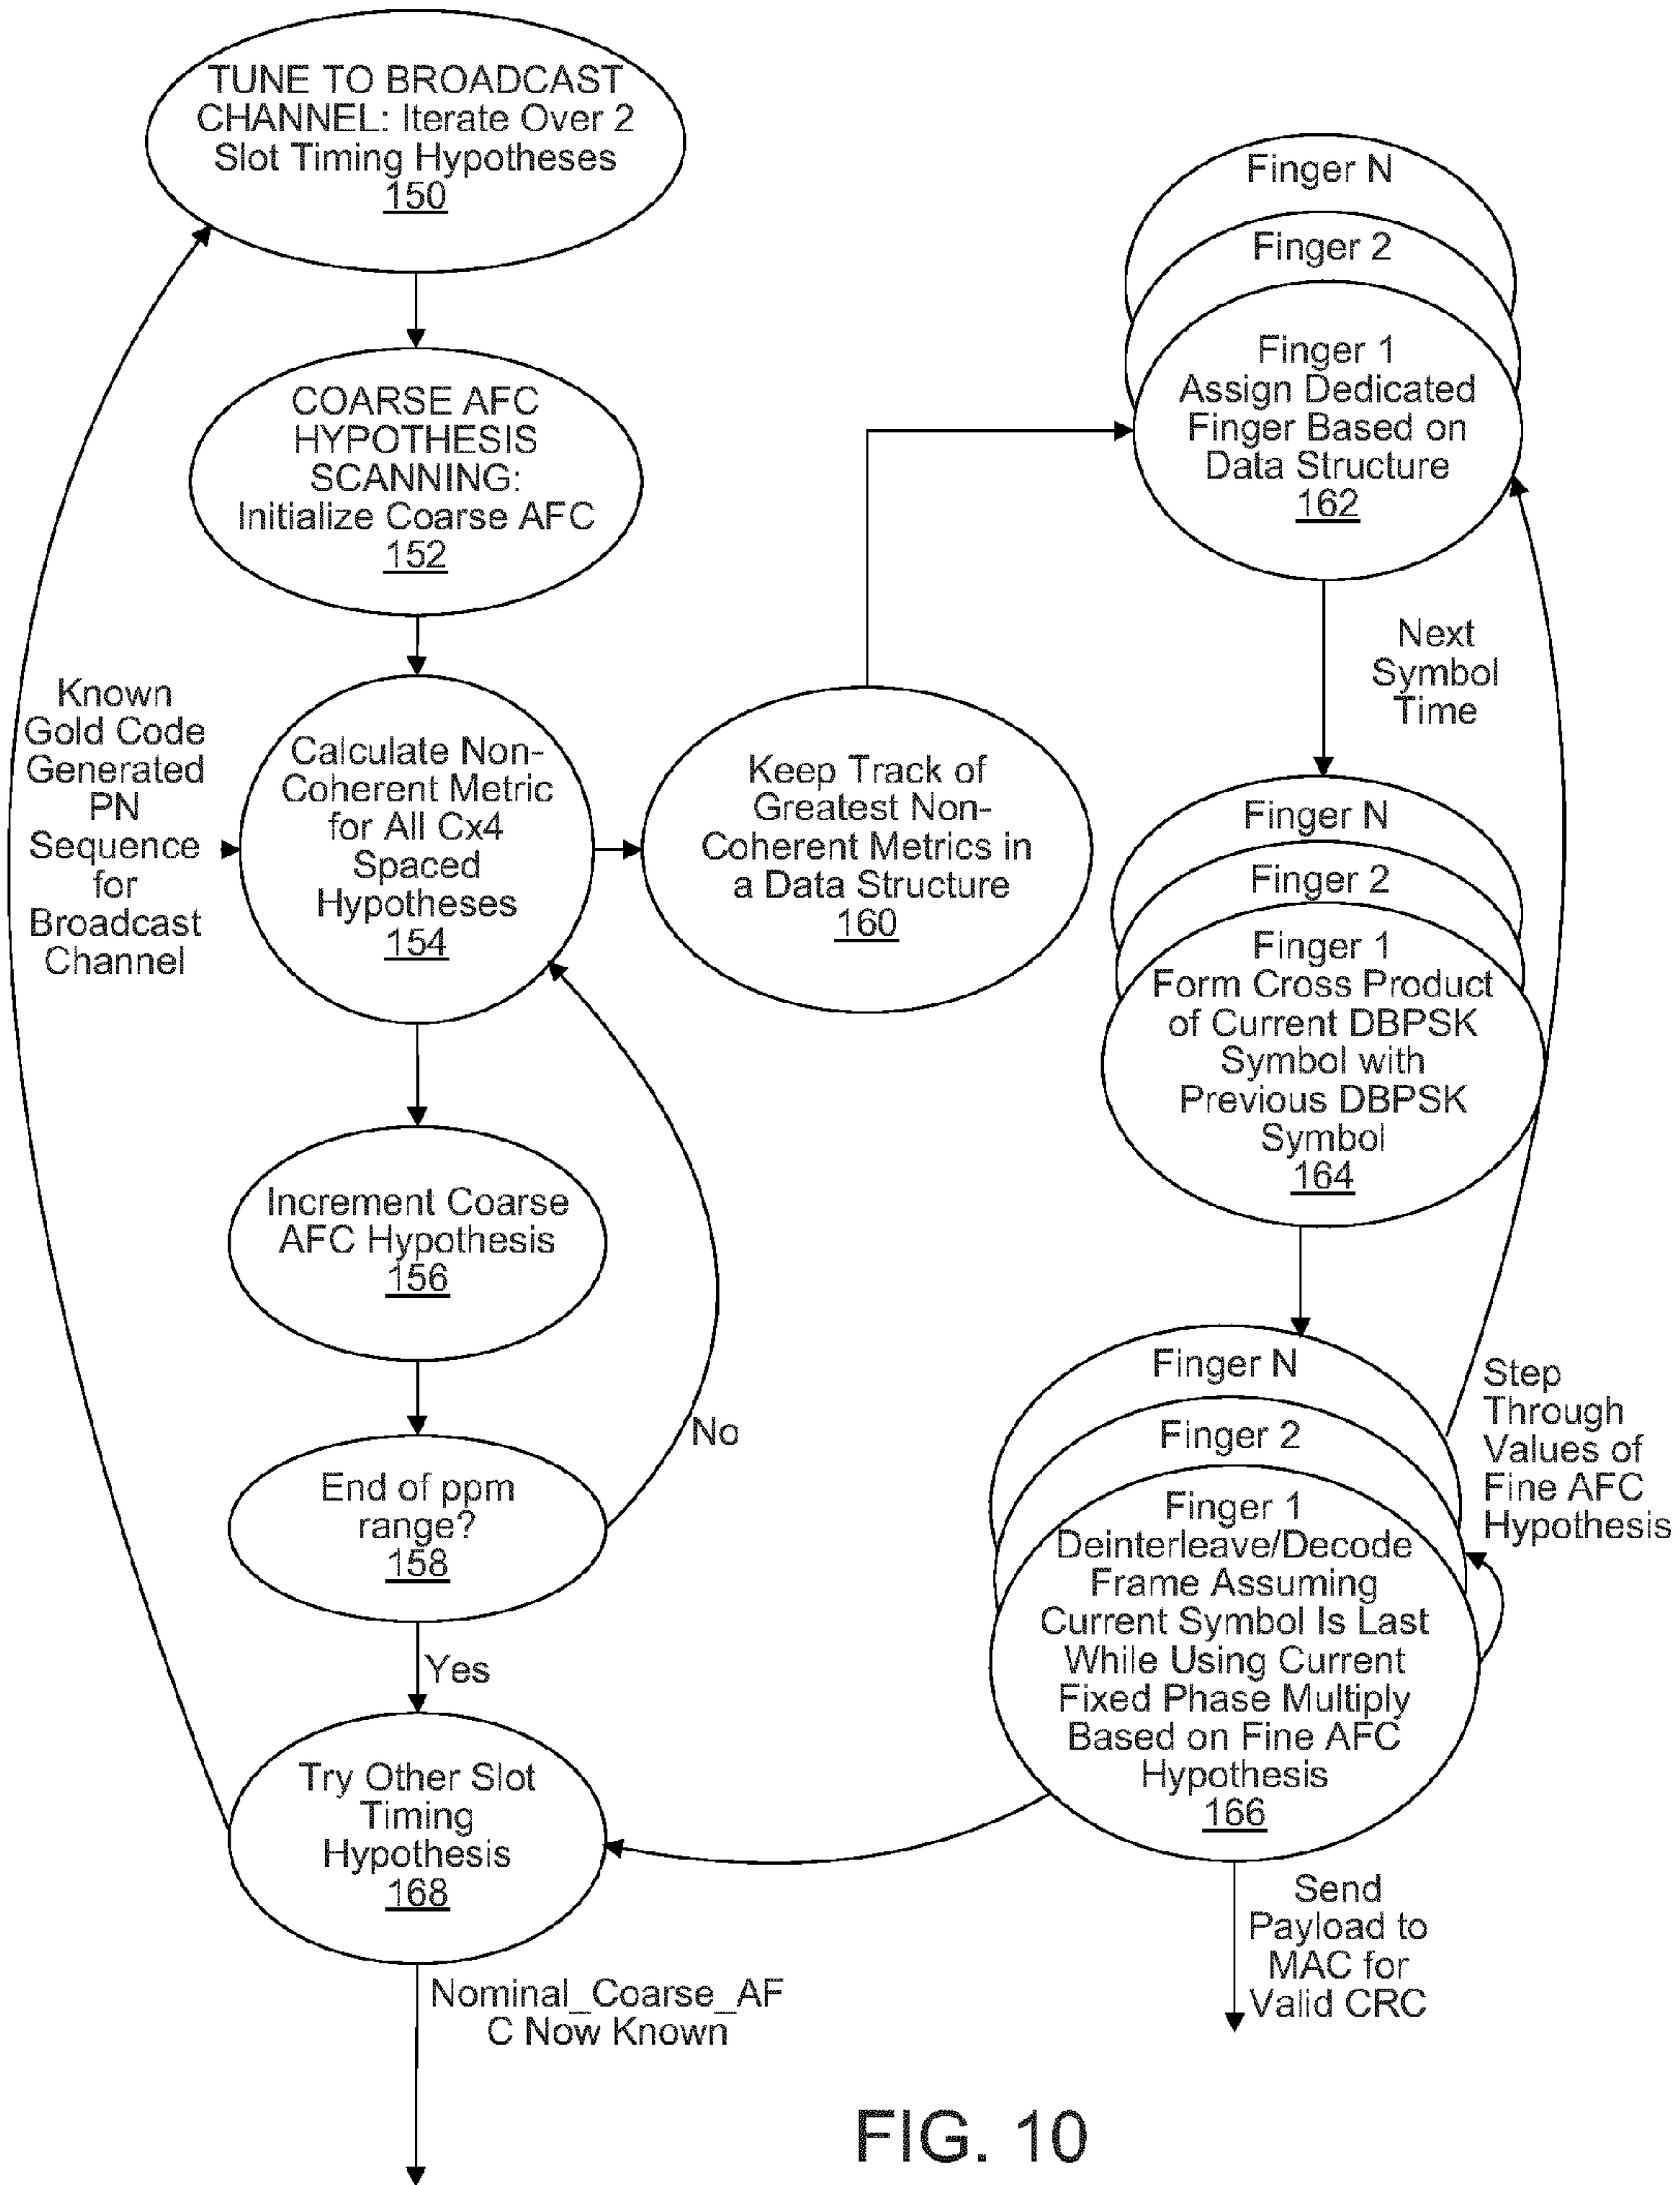 TUNE TO BROADCAST
CHANNEL: Iterate Over 2
Slot Timing Hypotheses
150
COARSE AFC
HYPOTHESIS
SCANNING:
Initialize Coarse AFC
152
Known
Gold Code
Generated
PN
Sequence
for
Broadcast
Channel
Calculate Non-
Coherent Metric
for All Cx4
Spaced
Hypotheses
154
Increment Coarse
AFC Hypothesis
156
End of ppm
range?
158
No
Yes
Try Other Slot
Timing
Hypothesis
168
Nominal_Coarse_AF
C Now Known
Keep Track of
Greatest Non-
Coherent Metrics in
a Data Structure
160
Finger N
Finger 2
Finger 1
Assign Dedicated
Finger Based on
Data Structure
162
Next
Symbol
Time
Finger N
Finger 2
Finger 1
Form Cross Product
of Current DBPSK
Symbol with
Previous DBPSK
Symbol
164
Finger N
Finger 2
Finger 1
Deinterleave/Decode
Frame Assuming
Current Symbol Is Last
While Using Current
Fixed Phase Multiply
Based on Fine AFC
Hypothesis
166
Step
Through
Values of
Fine AFC
Hypothesis
Send
Payload to
MAC for
Valid CRC
FIG. 10